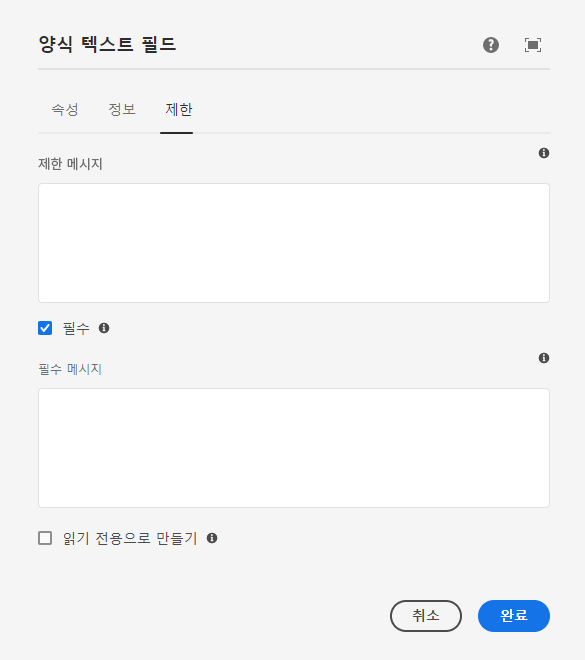 양식 텍스트 필드
속성 정보 제한
제한 메시지
필수
필수 메시지
읽기 전용으로 만들기
취소 완료